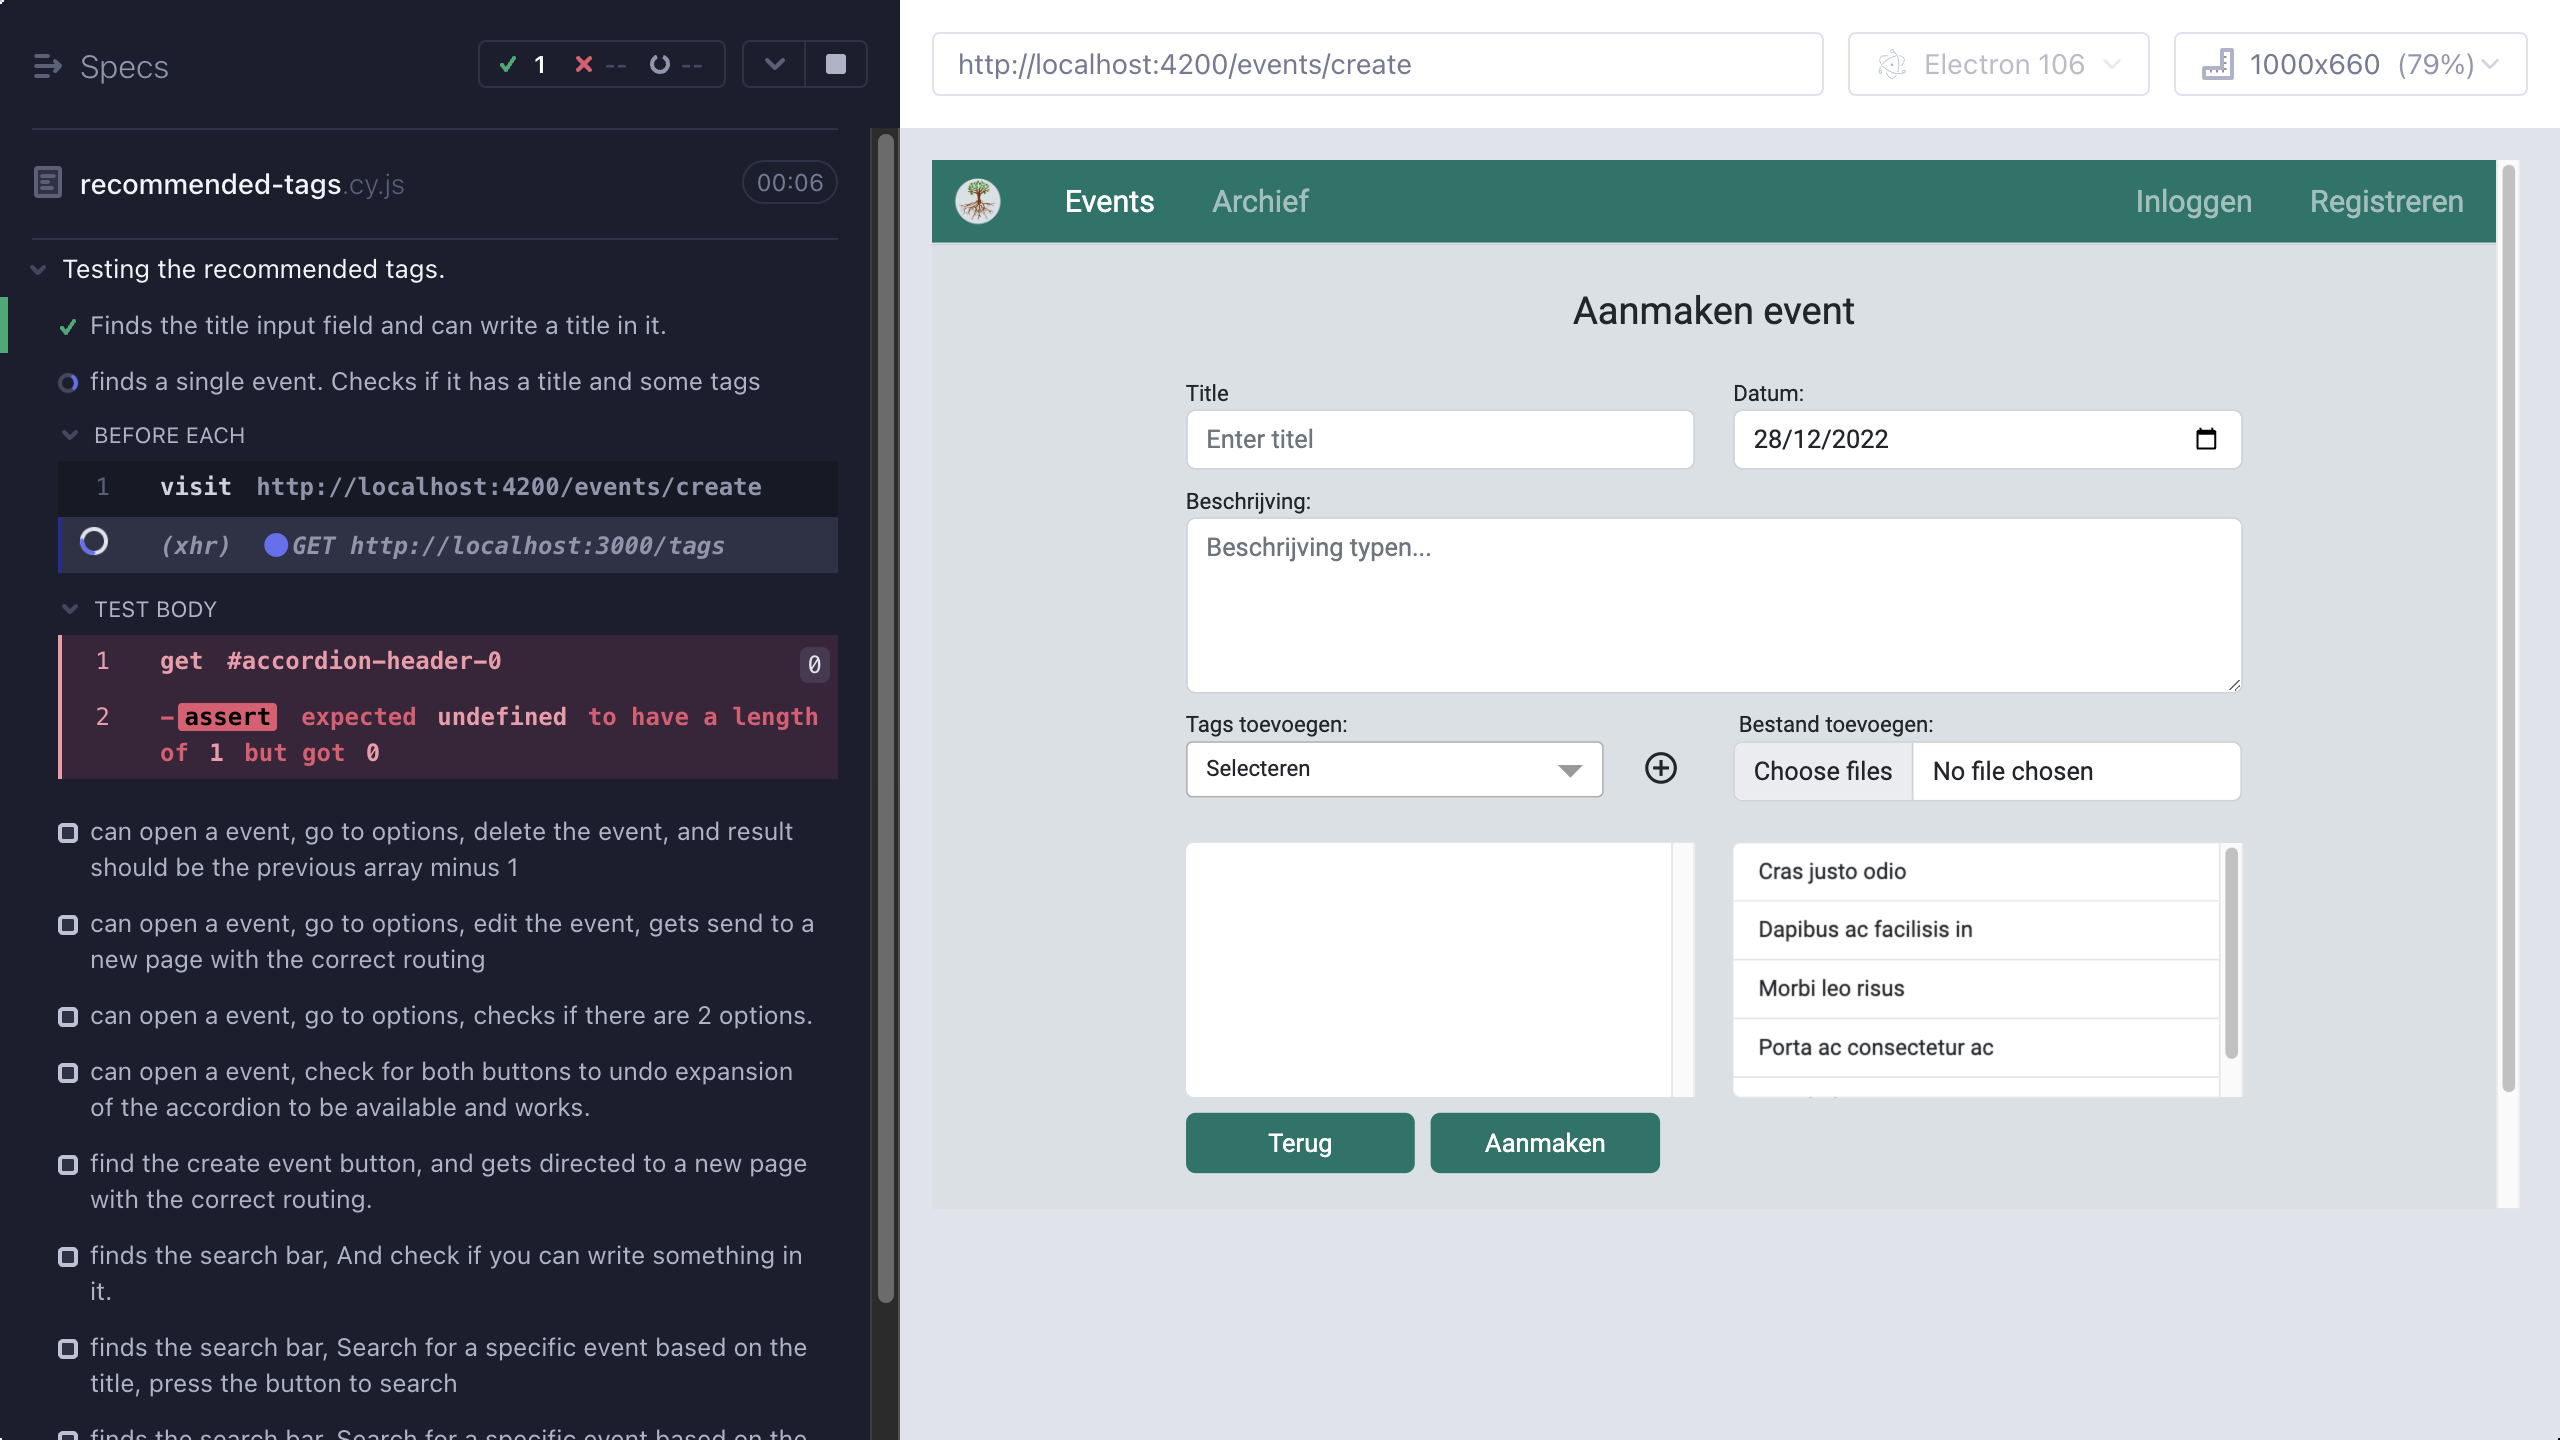 Specs
1 -- --
recommended-tags.cy.js
00:06
Testing the recommended tags.
Finds the title input field and can write a title in it.
finds a single event. Checks if it has a title and some tags
BEFORE EACH
1 visit http://localhost:4200/events/create
(xhr) GET http://localhost:3000/tags
TEST BODY
1 get #accordion-header-0 0
2 -assert expected undefined to have a length
of 1 but got 0
can open a event, go to options, delete the event, and result
should be the previous array minus 1
can open a event, go to options, edit the event, gets send to a
new page with the correct routing
can open a event, go to options, checks if there are 2 options.
can open a event, check for both buttons to undo expansion
of the accordion to be available and works.
find the create event button, and gets directed to a new page
with the correct routing.
finds the search bar, And check if you can write something in
it.
finds the search bar, Search for a specific event based on the
title, press the button to search
finds the search bar, Search for a specific event based on the
http://localhost:4200/events/create
Electron 106
1000x660 (79%)
Events
Archief
Inloggen
Registreren
Aanmaken event
Title
Enter titel
Datum:
28/12/2022
Beschrijving:
Beschrijving typen...
Tags toevoegen:
Selecteren
Bestand toevoegen:
Choose files No file chosen
Cras justo odio
Dapibus ac facilisis in
Morbi leo risus
Porta ac consectetur ac
Terug
Aanmaken